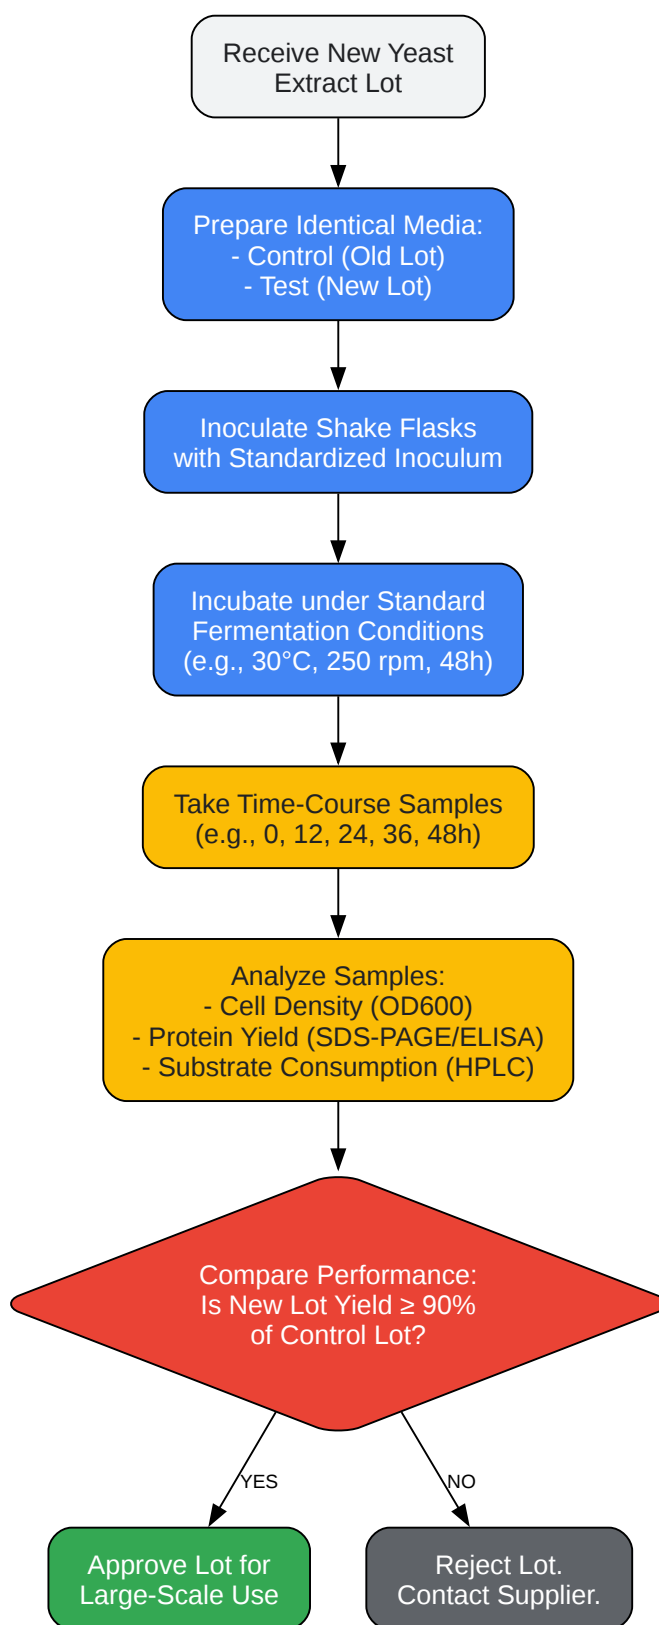 Receive New Yeast
Extract Lot
Prepare Identical Media:
- Control (Old Lot)
- Test (New Lot)
Inoculate Shake Flasks
with Standardized Inoculum
Incubate under Standard
Fermentation Conditions
(e.g., 30°C, 250 rpm, 48h)
Take Time-Course Samples
(e.g., 0, 12, 24, 36, 48h)
Analyze Samples:
- Cell Density (OD600)
- Protein Yield (SDS-PAGE/ELISA)
- Substrate Consumption (HPLC)
Compare Performance:
Is New Lot Yield ≥ 90%
of Control Lot?
YES
NO
Approve Lot for
Large-Scale Use
Reject Lot.
Contact Supplier.